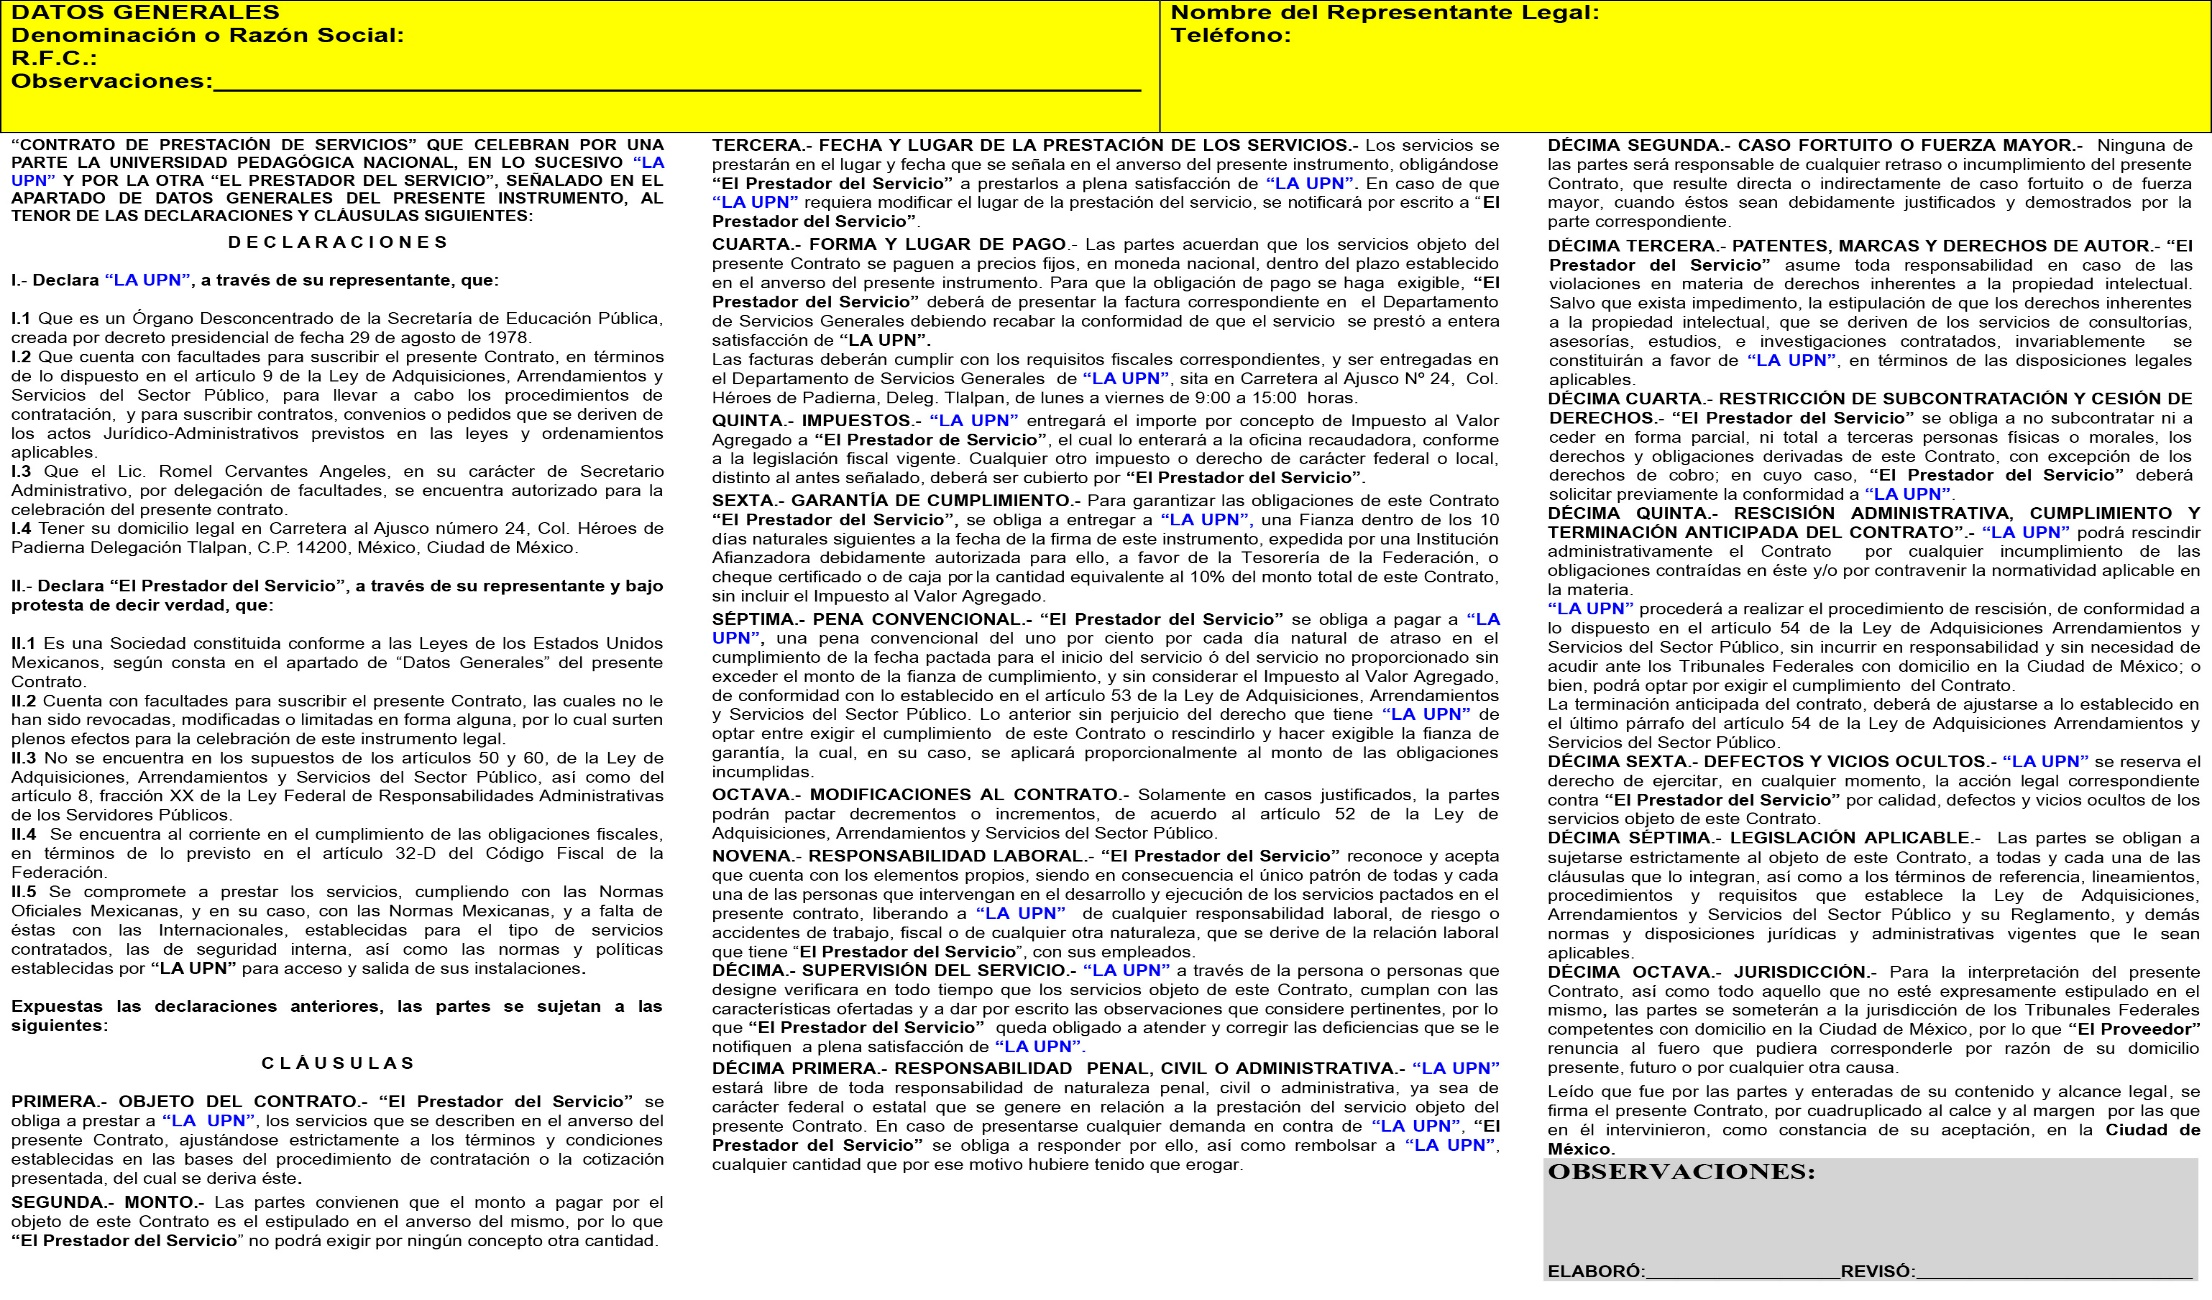 DATOS GENERALES
Denominación o Razón Social:
R.F.C.:
Observaciones:
Nombre del Representante Legal:
Teléfono:
“CONTRATO DE PRESTACIÓN DE SERVICIOS” QUE CELEBRAN POR UNA
PARTE LA UNIVERSIDAD PEDAGÓGICA NACIONAL, EN LO SUCESIVO “LA
UPN” Y POR LA OTRA “EL PRESTADOR DEL SERVICIO”, SEÑALADO EN EL
APARTADO DE DATOS GENERALES DEL PRESENTE INSTRUMENTO, AL
TENOR DE LAS DECLARACIONES Y CLÁUSULAS SIGUIENTES:
D E C L A R A C I O N E S
I.- Declara “LA UPN”, a través de su representante, que:
I.1 Que es un Órgano Desconcentrado de la Secretaría de Educación Pública,
creada por decreto presidencial de fecha 29 de agosto de 1978.
I.2 Que cuenta con facultades para suscribir el presente Contrato, en términos
de lo dispuesto en el artículo 9 de la Ley de Adquisiciones, Arrendamientos y
Servicios del Sector Público, para llevar a cabo los procedimientos de
contratación, y para suscribir contratos, convenios o pedidos que se deriven de
los actos Jurídico-Administrativos previstos en las leyes y ordenamientos
aplicables.
I.3 Que el Lic. Romel Cervantes Angeles, en su carácter de Secretario
Administrativo, por delegación de facultades, se encuentra autorizado para la
celebración del presente contrato.
I.4 Tener su domicilio legal en Carretera al Ajusco número 24, Col. Héroes de
Padierna Delegación Tlalpan, C.P. 14200, México, Ciudad de México.
II.- Declara “El Prestador del Servicio”, a través de su representante y bajo
protesta de decir verdad, que:
II.1 Es una Sociedad constituida conforme a las Leyes de los Estados Unidos
Mexicanos, según consta en el apartado de “Datos Generales” del presente
Contrato.
II.2 Cuenta con facultades para suscribir el presente Contrato, las cuales no le
han sido revocadas, modificadas o limitadas en forma alguna, por lo cual surten
plenos efectos para la celebración de este instrumento legal.
II.3 No se encuentra en los supuestos de los artículos 50 y 60, de la Ley de
Adquisiciones, Arrendamientos y Servicios del Sector Público, así como del
artículo 8, fracción XX de la Ley Federal de Responsabilidades Administrativas
de los Servidores Públicos.
II.4 Se encuentra al corriente en el cumplimiento de las obligaciones fiscales,
en términos de lo previsto en el artículo 32-D del Código Fiscal de la
Federación.
II.5 Se compromete a prestar los servicios, cumpliendo con las Normas
Oficiales Mexicanas, y en su caso, con las Normas Mexicanas, y a falta de
éstas con las Internacionales, establecidas para el tipo de servicios
contratados, las de seguridad interna, así como las normas y políticas
establecidas por “LA UPN” para acceso y salida de sus instalaciones.
Expuestas las declaraciones anteriores, las partes se sujetan a las
siguientes:
C L Á U S U L A S
PRIMERA.- OBJETO DEL CONTRATO.- “El Prestador del Servicio” se
obliga a prestar a “LA UPN”, los servicios que se describen en el anverso del
presente Contrato, ajustándose estrictamente a los términos y condiciones
establecidas en las bases del procedimiento de contratación o la cotización
presentada, del cual se deriva éste.
SEGUNDA.- MONTO.- Las partes convienen que el monto a pagar por el
objeto de este Contrato es el estipulado en el anverso del mismo, por lo que
“El Prestador del Servicio” no podrá exigir por ningún concepto otra cantidad.
TERCERA.- FECHA Y LUGAR DE LA PRESTACIÓN DE LOS SERVICIOS.- Los servicios se
prestarán en el lugar y fecha que se señala en el anverso del presente instrumento, obligándose
“El Prestador del Servicio” a prestarlos a plena satisfacción de “LA UPN”. En caso de que
“LA UPN” requiera modificar el lugar de la prestación del servicio, se notificará por escrito a “El
Prestador del Servicio”.
CUARTA.- FORMA Y LUGAR DE PAGO.- Las partes acuerdan que los servicios objeto del
presente Contrato se paguen a precios fijos, en moneda nacional, dentro del plazo establecido
en el anverso del presente instrumento. Para que la obligación de pago se haga exigible, “El
Prestador del Servicio” deberá de presentar la factura correspondiente en el Departamento
de Servicios Generales debiendo recabar la conformidad de que el servicio se prestó a entera
satisfacción de “LA UPN”.
Las facturas deberán cumplir con los requisitos fiscales correspondientes, y ser entregadas en
el Departamento de Servicios Generales de “LA UPN”, sita en Carretera al Ajusco Nº 24, Col.
Héroes de Padierna, Deleg. Tlalpan, de lunes a viernes de 9:00 a 15:00 horas.
QUINTA.- IMPUESTOS.- “LA UPN” entregará el importe por concepto de Impuesto al Valor
Agregado a “El Prestador de Servicio”, el cual lo enterará a la oficina recaudadora, conforme
a la legislación fiscal vigente. Cualquier otro impuesto o derecho de carácter federal o local,
distinto al antes señalado, deberá ser cubierto por “El Prestador del Servicio”.
SEXTA.- GARANTÍA DE CUMPLIMIENTO.- Para garantizar las obligaciones de este Contrato
“El Prestador del Servicio”, se obliga a entregar a “LA UPN”, una Fianza dentro de los 10
días naturales siguientes a la fecha de la firma de este instrumento, expedida por una Institución
Afianzadora debidamente autorizada para ello, a favor de la Tesorería de la Federación, o
cheque certificado o de caja por la cantidad equivalente al 10% del monto total de este Contrato,
sin incluir el Impuesto al Valor Agregado.
SÉPTIMA.- PENA CONVENCIONAL.- “El Prestador del Servicio” se obliga a pagar a “LA
UPN”, una pena convencional del uno por ciento por cada día natural de atraso en el
cumplimiento de la fecha pactada para el inicio del servicio ó del servicio no proporcionado sin
exceder el monto de la fianza de cumplimiento, y sin considerar el Impuesto al Valor Agregado,
de conformidad con lo establecido en el artículo 53 de la Ley de Adquisiciones, Arrendamientos
y Servicios del Sector Público. Lo anterior sin perjuicio del derecho que tiene “LA UPN” de
optar entre exigir el cumplimiento de este Contrato o rescindirlo y hacer exigible la fianza de
garantía, la cual, en su caso, se aplicará proporcionalmente al monto de las obligaciones
incumplidas.
OCTAVA.- MODIFICACIONES AL CONTRATO.- Solamente en casos justificados, la partes
podrán pactar decrementos o incrementos, de acuerdo al artículo 52 de la Ley de
Adquisiciones, Arrendamientos y Servicios del Sector Público.
NOVENA.- RESPONSABILIDAD LABORAL.- “El Prestador del Servicio” reconoce y acepta
que cuenta con los elementos propios, siendo en consecuencia el único patrón de todas y cada
una de las personas que intervengan en el desarrollo y ejecución de los servicios pactados en el
presente contrato, liberando a “LA UPN” de cualquier responsabilidad laboral, de riesgo o
accidentes de trabajo, fiscal o de cualquier otra naturaleza, que se derive de la relación laboral
que tiene “El Prestador del Servicio”, con sus empleados.
DÉCIMA.- SUPERVISIÓN DEL SERVICIO.- “LA UPN” a través de la persona o personas que
designe verificara en todo tiempo que los servicios objeto de este Contrato, cumplan con las
características ofertadas y a dar por escrito las observaciones que considere pertinentes, por lo
que “El Prestador del Servicio” queda obligado a atender y corregir las deficiencias que se le
notifiquen a plena satisfacción de “LA UPN”.
DÉCIMA PRIMERA.- RESPONSABILIDAD PENAL, CIVIL O ADMINISTRATIVA.- “LA UPN”
estará libre de toda responsabilidad de naturaleza penal, civil o administrativa, ya sea de
carácter federal o estatal que se genere en relación a la prestación del servicio objeto del
presente Contrato. En caso de presentarse cualquier demanda en contra de “LA UPN”, “El
Prestador del Servicio” se obliga a responder por ello, así como rembolsar a “LA UPN”,
cualquier cantidad que por ese motivo hubiere tenido que erogar.
DÉCIMA SEGUNDA.- CASO FORTUITO O FUERZA MAYOR.- Ninguna de
las partes será responsable de cualquier retraso o incumplimiento del presente
Contrato, que resulte directa o indirectamente de caso fortuito o de fuerza
mayor, cuando éstos sean debidamente justificados y demostrados por la
parte correspondiente.
DÉCIMA TERCERA.- PATENTES, MARCAS Y DERECHOS DE AUTOR.- “El
Prestador del Servicio” asume toda responsabilidad en caso de las
violaciones en materia de derechos inherentes a la propiedad intelectual.
Salvo que exista impedimento, la estipulación de que los derechos inherentes
a la propiedad intelectual, que se deriven de los servicios de consultorías,
asesorías, estudios, e investigaciones contratados, invariablemente se
constituirán a favor de “LA UPN”, en términos de las disposiciones legales
aplicables.
DÉCIMA CUARTA.- RESTRICCIÓN DE SUBCONTRATACIÓN Y CESIÓN DE
DERECHOS.- “El Prestador del Servicio” se obliga a no subcontratar ni a
ceder en forma parcial, ni total a terceras personas físicas o morales, los
derechos y obligaciones derivadas de este Contrato, con excepción de los
derechos de cobro; en cuyo caso, “El Prestador del Servicio” deberá
solicitar previamente la conformidad a “LA UPN”.
DÉCIMA QUINTA.- RESCISIÓN ADMINISTRATIVA, CUMPLIMIENTO Y
TERMINACIÓN ANTICIPADA DEL CONTRATO”.- “LA UPN” podrá rescindir
administrativamente el Contrato por cualquier incumplimiento de las
obligaciones contraídas en éste y/o por contravenir la normatividad aplicable en
la materia.
“LA UPN” procederá a realizar el procedimiento de rescisión, de conformidad a
lo dispuesto en el artículo 54 de la Ley de Adquisiciones Arrendamientos y
Servicios del Sector Público, sin incurrir en responsabilidad y sin necesidad de
acudir ante los Tribunales Federales con domicilio en la Ciudad de México; o
bien, podrá optar por exigir el cumplimiento del Contrato.
La terminación anticipada del contrato, deberá de ajustarse a lo establecido en
el último párrafo del artículo 54 de la Ley de Adquisiciones Arrendamientos y
Servicios del Sector Público.
DÉCIMA SEXTA.- DEFECTOS Y VICIOS OCULTOS.- “LA UPN” se reserva el
derecho de ejercitar, en cualquier momento, la acción legal correspondiente
contra “El Prestador del Servicio” por calidad, defectos y vicios ocultos de los
servicios objeto de este Contrato.
DÉCIMA SÉPTIMA.- LEGISLACIÓN APLICABLE.- Las partes se obligan a
sujetarse estrictamente al objeto de este Contrato, a todas y cada una de las
cláusulas que lo integran, así como a los términos de referencia, lineamientos,
procedimientos y requisitos que establece la Ley de Adquisiciones,
Arrendamientos y Servicios del Sector Público y su Reglamento, y demás
normas y disposiciones jurídicas y administrativas vigentes que le sean
aplicables.
DÉCIMA OCTAVA.- JURISDICCIÓN.- Para la interpretación del presente
Contrato, así como todo aquello que no esté expresamente estipulado en el
mismo, las partes se someterán a la jurisdicción de los Tribunales Federales
competentes con domicilio en la Ciudad de México, por lo que “El Proveedor”
renuncia al fuero que pudiera corresponderle por razón de su domicilio
presente, futuro o por cualquier otra causa.
Leído que fue por las partes y enteradas de su contenido y alcance legal, se
firma el presente Contrato, por cuadruplicado al calce y al margen por las que
en él intervinieron, como constancia de su aceptación, en la Ciudad de
México.
OBSERVACIONES:
ELABORÓ: REVISÓ: